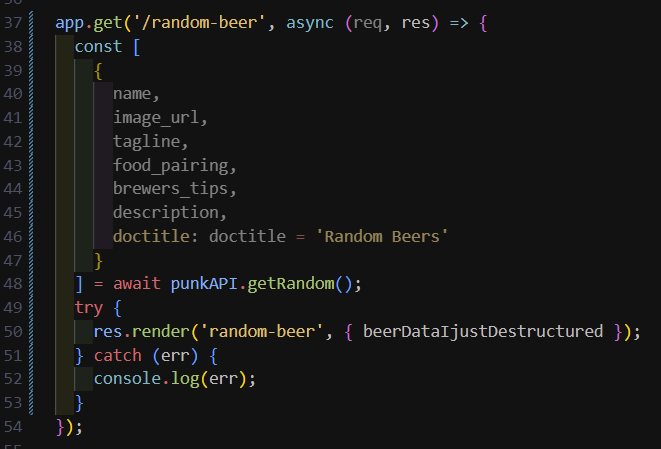 37 app.get('/random-beer', async (req, res) => {
38 const [
39 {
40 name,
41 image_url,
42 tagline,
43 food_pairing,
44 brewers_tips,
45 description,
46 doctitle: doctitle = 'Random Beers'
47 }
48 ] = await punkAPI.getRandom();
49 try {
50 res.render('random-beer', { beerDataIjustDestructured });
51 } catch (err) {
52 console.log(err);
53 }
54 });